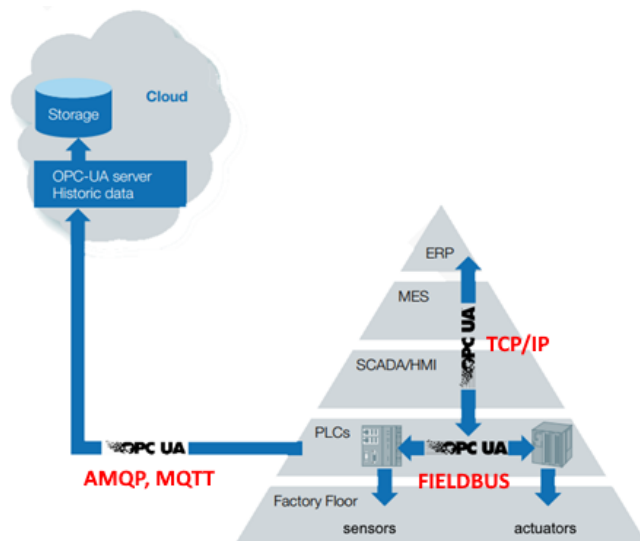 Cloud
Storage
OPC-UA server
Historic data
ERP
MES
OPC UA
TCP/IP
SCADA/HMI
PLCs
OPC UA
OPC UA
AMQP, MQTT
FIELDBUS
Factory Floor
sensors
actuators